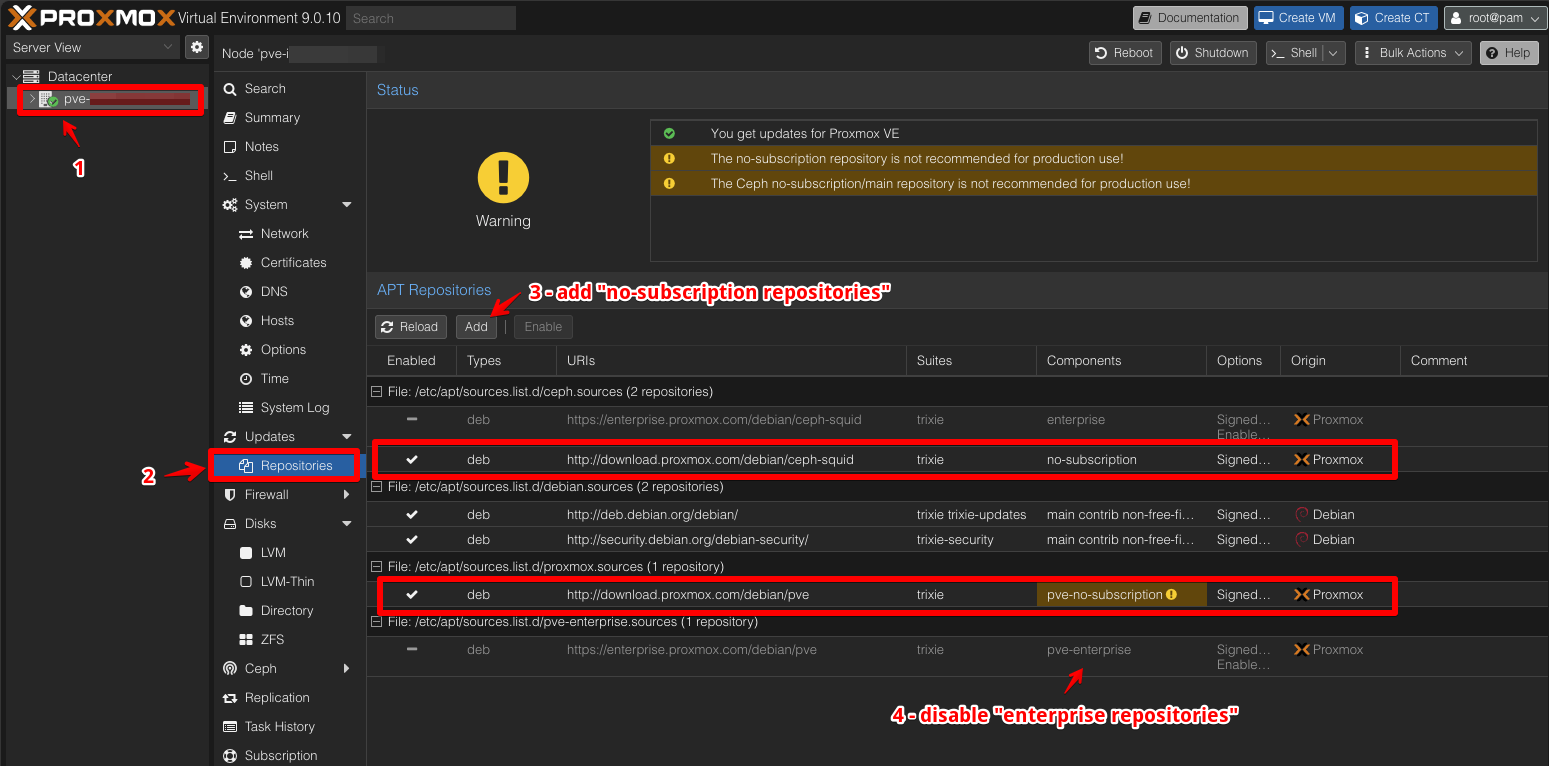 PROXMOX Virtual Environment 9.0.10 Search Documentation Create VM Create CT root@pam
Server View
Node 'pve-i Reboot Shutdown Shell Bulk Actions Help
Datacenter
pve-
1
Search
Summary
Notes
Shell
System
Network
Certificates
DNS
Hosts
Options
Time
System Log
Updates
2
Repositories
Firewall
Disks
LVM
LVM-Thin
Directory
ZFS
Ceph
Replication
Task History
Subscription
Status
Warning
You get updates for Proxmox VE
The no-subscription repository is not recommended for production use!
The Ceph no-subscription/main repository is not recommended for production use!
APT Repositories
3 - add "no-subscription repositories"
Reload Add Enable
Enabled Types URIs Suites Components Options Origin Comment
File: /etc/apt/sources.list.d/ceph.sources (2 repositories)
deb https://enterprise.proxmox.com/debian/ceph-squid trixie enterprise Signed... Proxmox
Enable...
deb http://download.proxmox.com/debian/ceph-squid trixie no-subscription Signed... Proxmox
File: /etc/apt/sources.list.d/debian.sources (2 repositories)
deb http://deb.debian.org/debian/ trixie trixie-updates main contrib non-free-fi... Signed... Debian
deb http://security.debian.org/debian-security/ trixie-security main contrib non-free-fi... Signed... Debian
File: /etc/apt/sources.list.d/proxmox.sources (1 repository)
deb http://download.proxmox.com/debian/pve trixie pve-no-subscription Signed... Proxmox
File: /etc/apt/sources.list.d/pve-enterprise.sources (1 repository)
deb https://enterprise.proxmox.com/debian/pve trixie pve-enterprise Signed... Proxmox
Enable...
4 - disable "enterprise repositories"